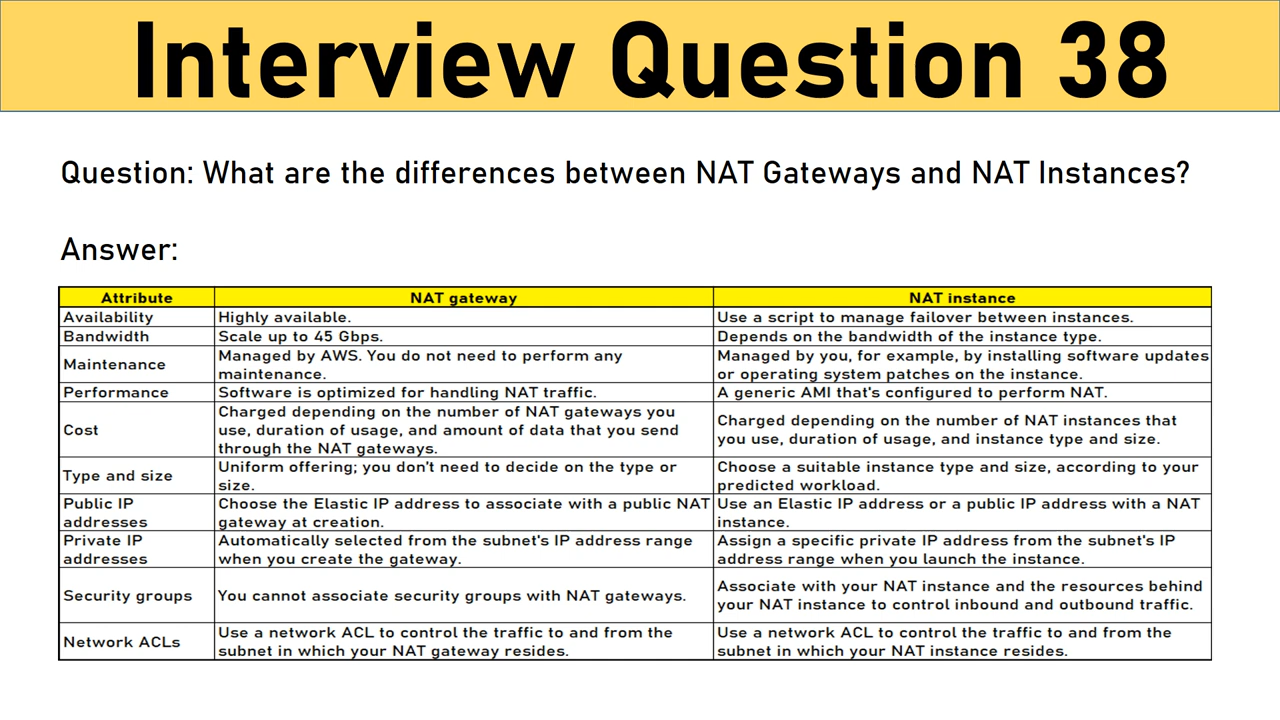 Interview Question 38
Question: What are the differences between NAT Gateways and NAT Instances?
Answer:
Attribute NAT gateway NAT instance
Availability Highly available. Use a script to manage failover between instances.
Bandwidth Scale up to 45 Gbps. Depends on the bandwidth of the instance type.
Maintenance
Managed by AWS. You do not need to perform any
maintenance.
Managed by you, for example, by installing software updates
or operating system patches on the instance.
Performance Software is optimized for handling NAT traffic. A generic AMI that's configured to perform NAT.
Cost
Charged depending on the number of NAT gateways you
use, duration of usage, and amount of data that you send
through the NAT gateways.
Charged depending on the number of NAT instances that
you use, duration of usage, and instance type and size.
Type and size
Uniform offering; you don't need to decide on the type or
size.
Choose a suitable instance type and size, according to your
predicted workload.
Public IP
addresses
Choose the Elastic IP address to associate with a public NAT
gateway at creation.
Use an Elastic IP address or a public IP address with a NAT
instance.
Private IP
addresses
Automatically selected from the subnet's IP address range
when you create the gateway.
Assign a specific private IP address from the subnet's IP
address range when you launch the instance.
Security groups
You cannot associate security groups with NAT gateways.
Associate with your NAT instance and the resources behind
your NAT instance to control inbound and outbound traffic.
Network ACLs
Use a network ACL to control the traffic to and from the
subnet in which your NAT gateway resides.
Use a network ACL to control the traffic to and from the
subnet in which your NAT instance resides.